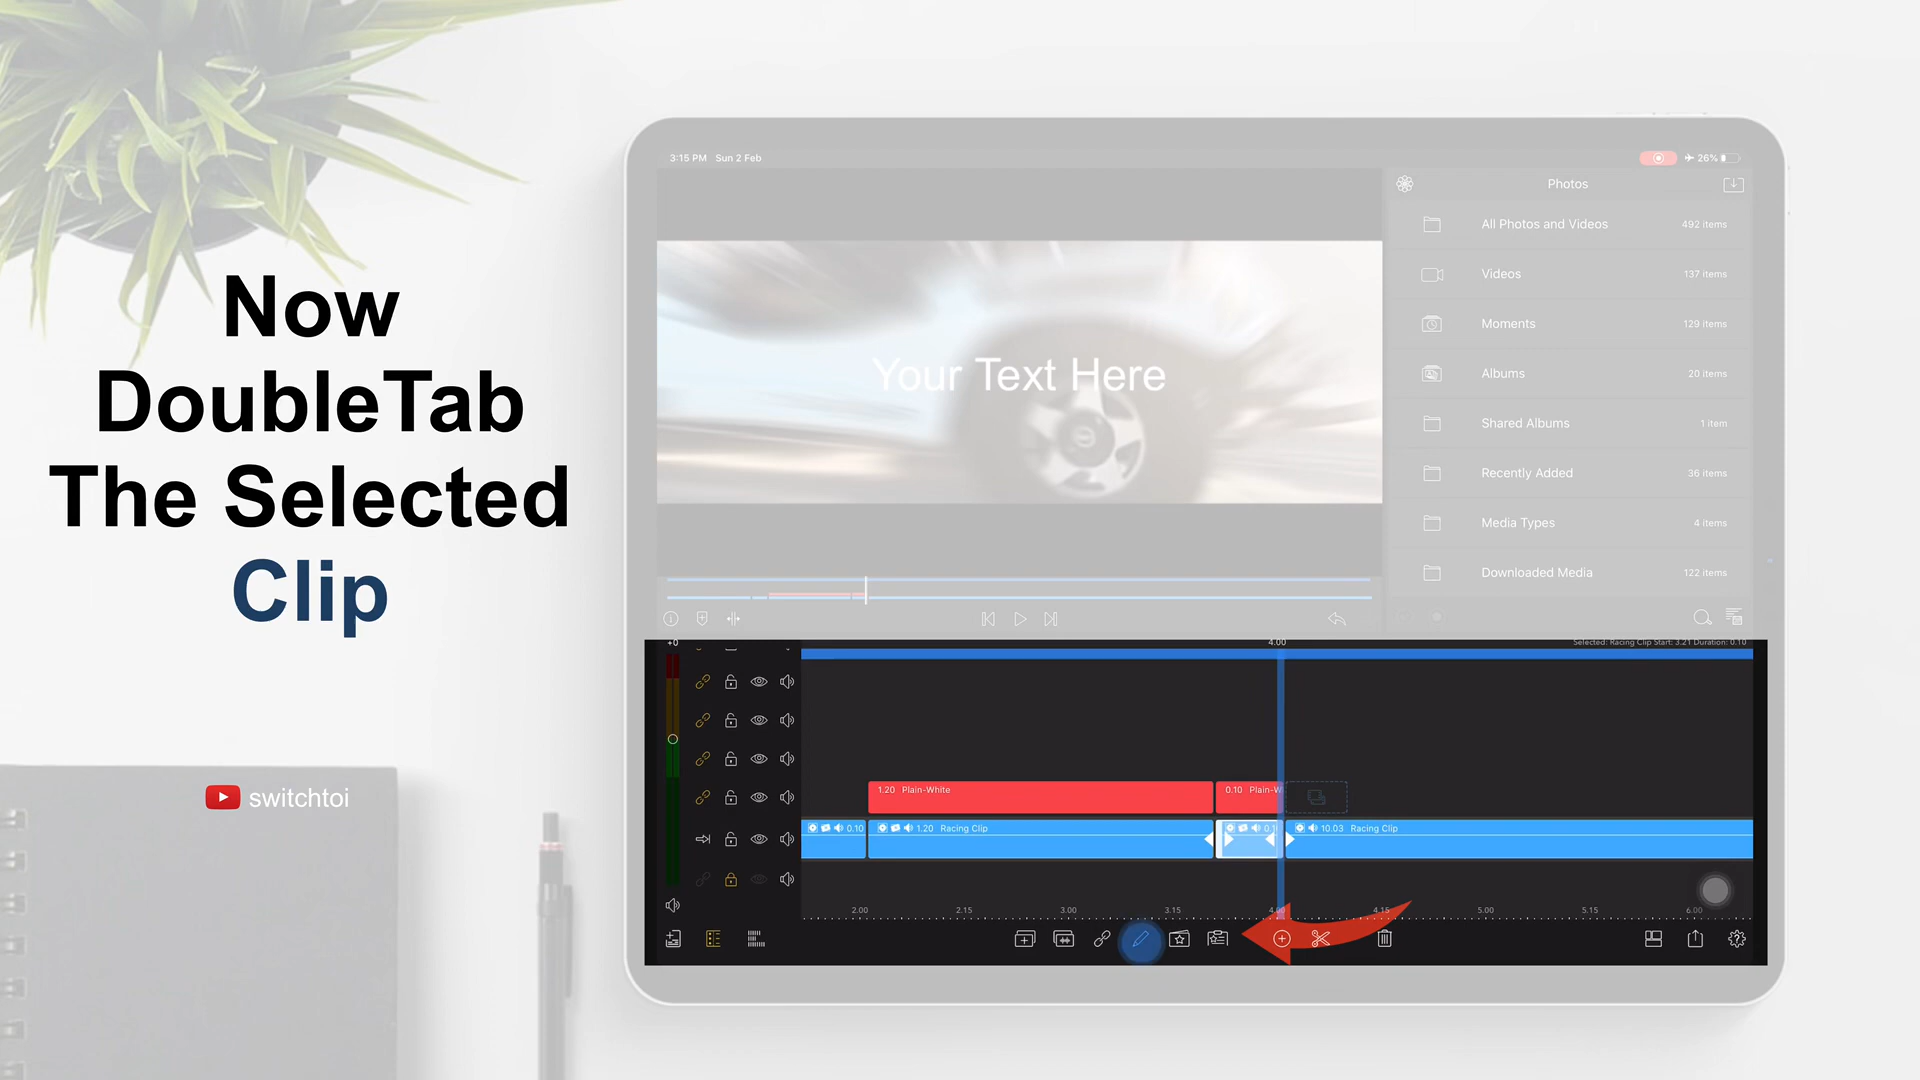 Now
DoubleTab
The Selected
Clip
switchtoi
3:15 PM Sun 2 Feb
26%
Photos
All Photos and Videos 492 items
Videos 137 items
Moments 129 items
Albums 20 items
Shared Albums 1 item
Recently Added 36 items
Media Types 4 items
Downloaded Media 122 items
Your Text Here
+0
4.00
Selected: Racing Clip Start: 3.21 Duration: 0.10
1.20 Plain-White
0.10 Plain-W
0.10
1.20 Racing Clip
0.1
10.03 Racing Clip
2.00 2.15 3.00 3.15 4.00 4.15 5.00 5.15 6.00